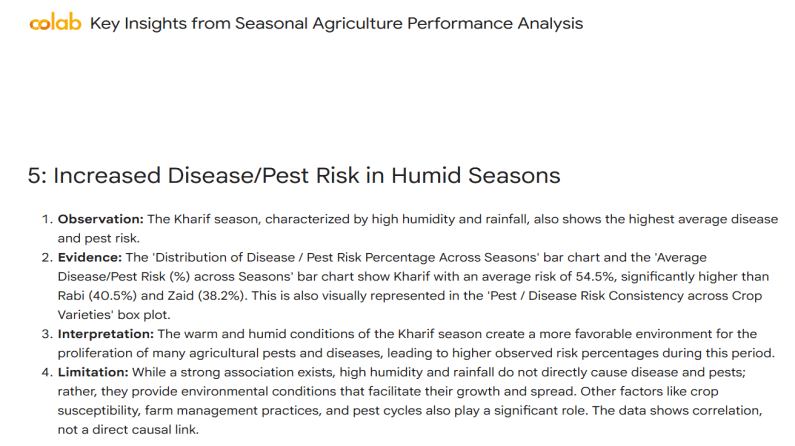 colab Key Insights from Seasonal Agriculture Performance Analysis
5: Increased Disease/Pest Risk in Humid Seasons
1. Observation: The Kharif season, characterized by high humidity and rainfall, also shows the highest average disease
and pest risk.
2. Evidence: The 'Distribution of Disease / Pest Risk Percentage Across Seasons' bar chart and the 'Average
Disease/Pest Risk (%) across Seasons' bar chart show Kharif with an average risk of 54.5%, significantly higher than
Rabi (40.5%) and Zaid (38.2%). This is also visually represented in the 'Pest / Disease Risk Consistency across Crop
Varieties' box plot.
3. Interpretation: The warm and humid conditions of the Kharif season create a more favorable environment for the
proliferation of many agricultural pests and diseases, leading to higher observed risk percentages during this period.
4. Limitation: While a strong association exists, high humidity and rainfall do not directly cause disease and pests;
rather, they provide environmental conditions that facilitate their growth and spread. Other factors like crop
susceptibility, farm management practices, and pest cycles also play a significant role. The data shows correlation,
not a direct causal link.